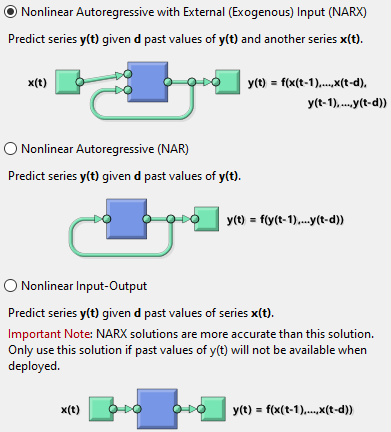 Nonlinear Autoregressive with External (Exogenous) Input (NARX)
Predict series y(t) given d past values of y(t) and another series x(t).
x(t)
y(t) = f(x(t-1),...,x(t-d),
y(t-1),...,y(t-d))
Nonlinear Autoregressive (NAR)
Predict series y(t) given d past values of y(t).
y(t) = f(y(t-1),...y(t-d))
Nonlinear Input-Output
Predict series y(t) given d past values of series x(t).
Important Note: NARX solutions are more accurate than this solution.
Only use this solution if past values of y(t) will not be available when
deployed.
x(t)
y(t) = f(x(t-1),...,x(t-d))